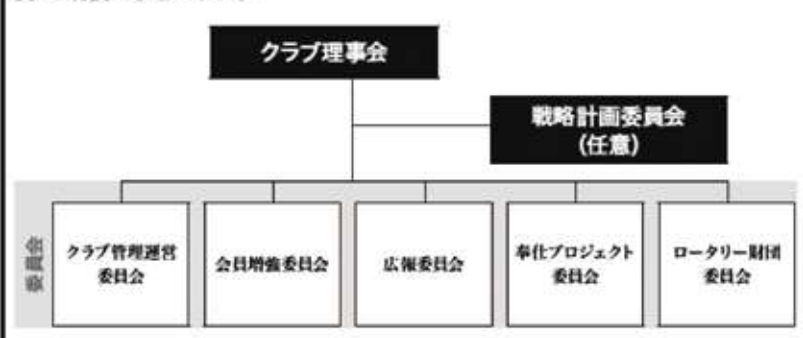 クラブ理事会
戦略計画委員会
(任意)
委員会
クラブ管理運営
委員会
会員増強委員会
広報委員会
奉仕プロジェクト
委員会
ロータリー財団
委員会